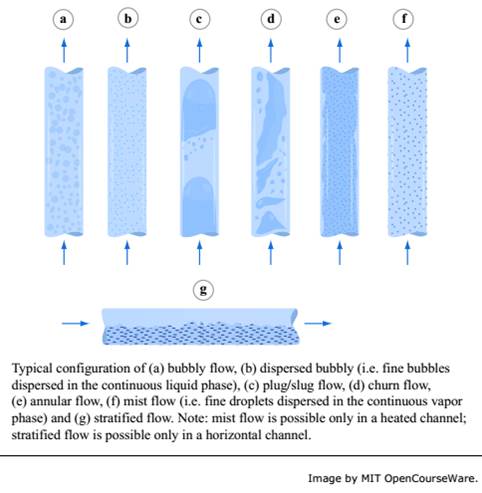 a b c d e f
g
Typical configuration of (a) bubbly flow, (b) dispersed bubbly (i.e. fine bubbles
dispersed in the continuous liquid phase), (c) plug/slug flow, (d) churn flow,
(e) annular flow, (f) mist flow (i.e. fine droplets dispersed in the continuous vapor
phase) and (g) stratified flow. Note: mist flow is possible only in a heated channel;
stratified flow is possible only in a horizontal channel.
Image by MIT OpenCourseWare.